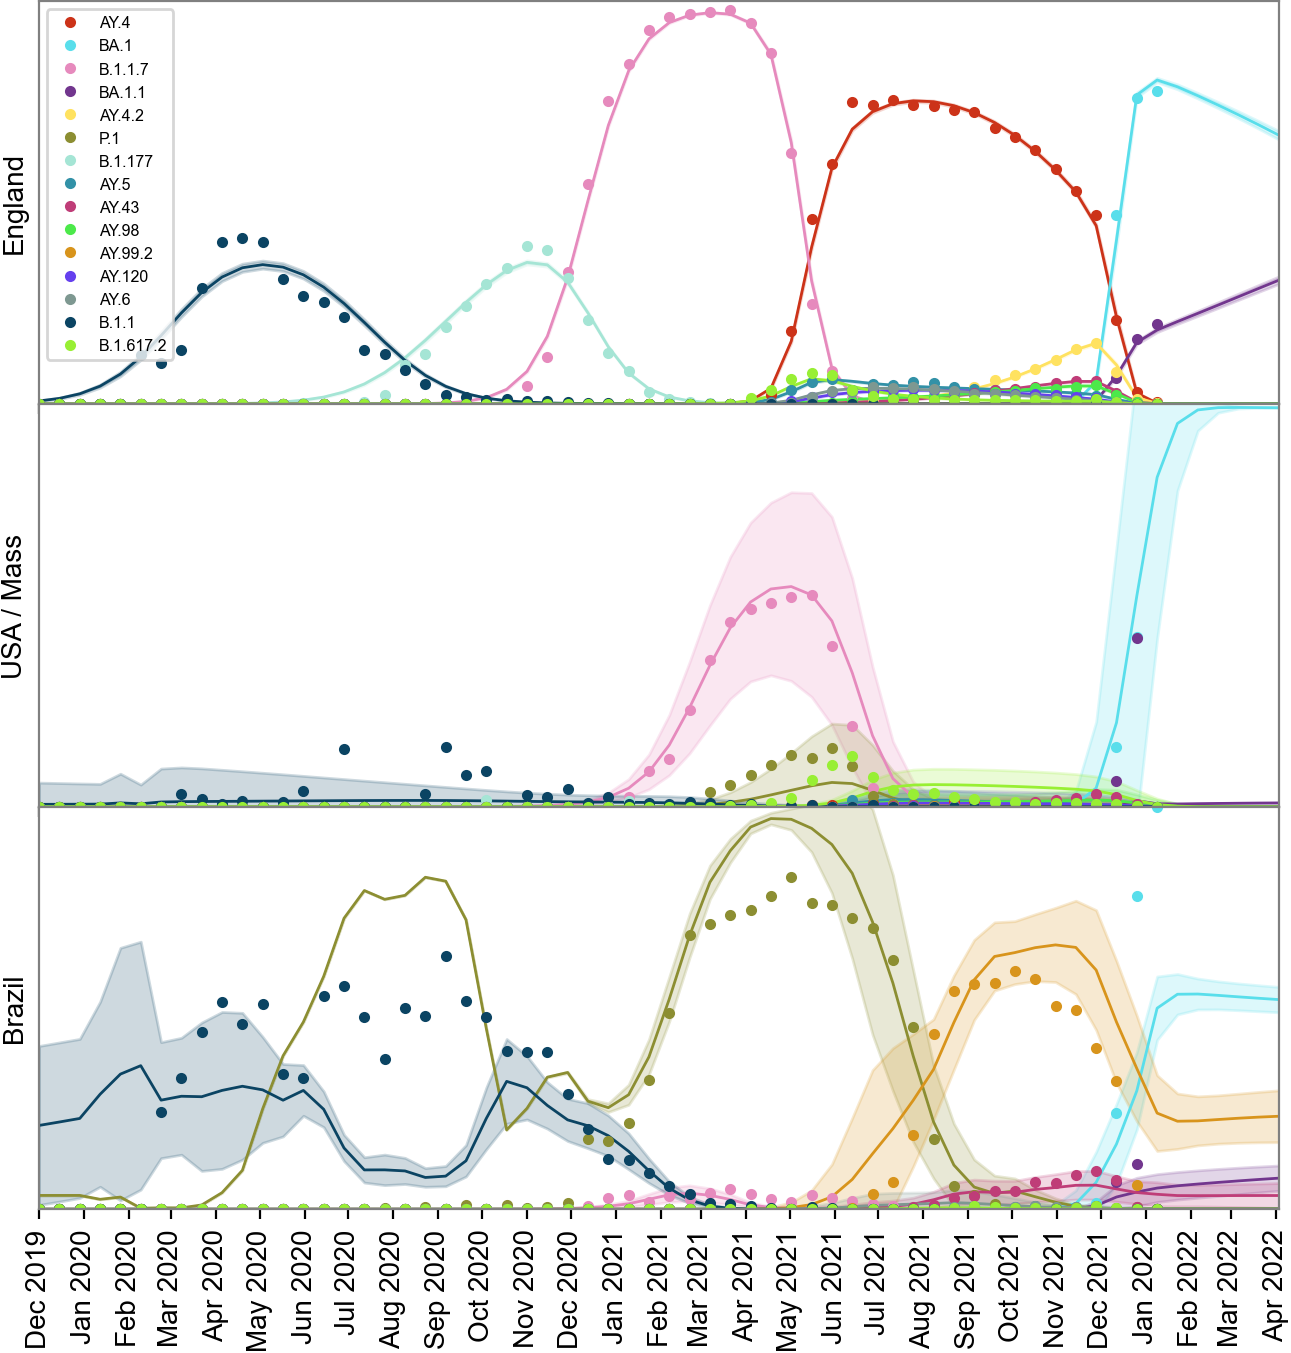 AY.4
BA.1
B.1.1.7
BA.1.1
AY.4.2
P.1
B.1.177
AY.5
AY.43
AY.98
AY.99.2
AY.120
AY.6
B.1.1
B.1.617.2
England
USA / Mass
Brazil
Dec 2019
Jan 2020
Feb 2020
Mar 2020
Apr 2020
May 2020
Jun 2020
Jul 2020
Aug 2020
Sep 2020
Oct 2020
Nov 2020
Dec 2020
Jan 2021
Feb 2021
Mar 2021
Apr 2021
May 2021
Jun 2021
Jul 2021
Aug 2021
Sep 2021
Oct 2021
Nov 2021
Dec 2021
Jan 2022
Feb 2022
Mar 2022
Apr 2022